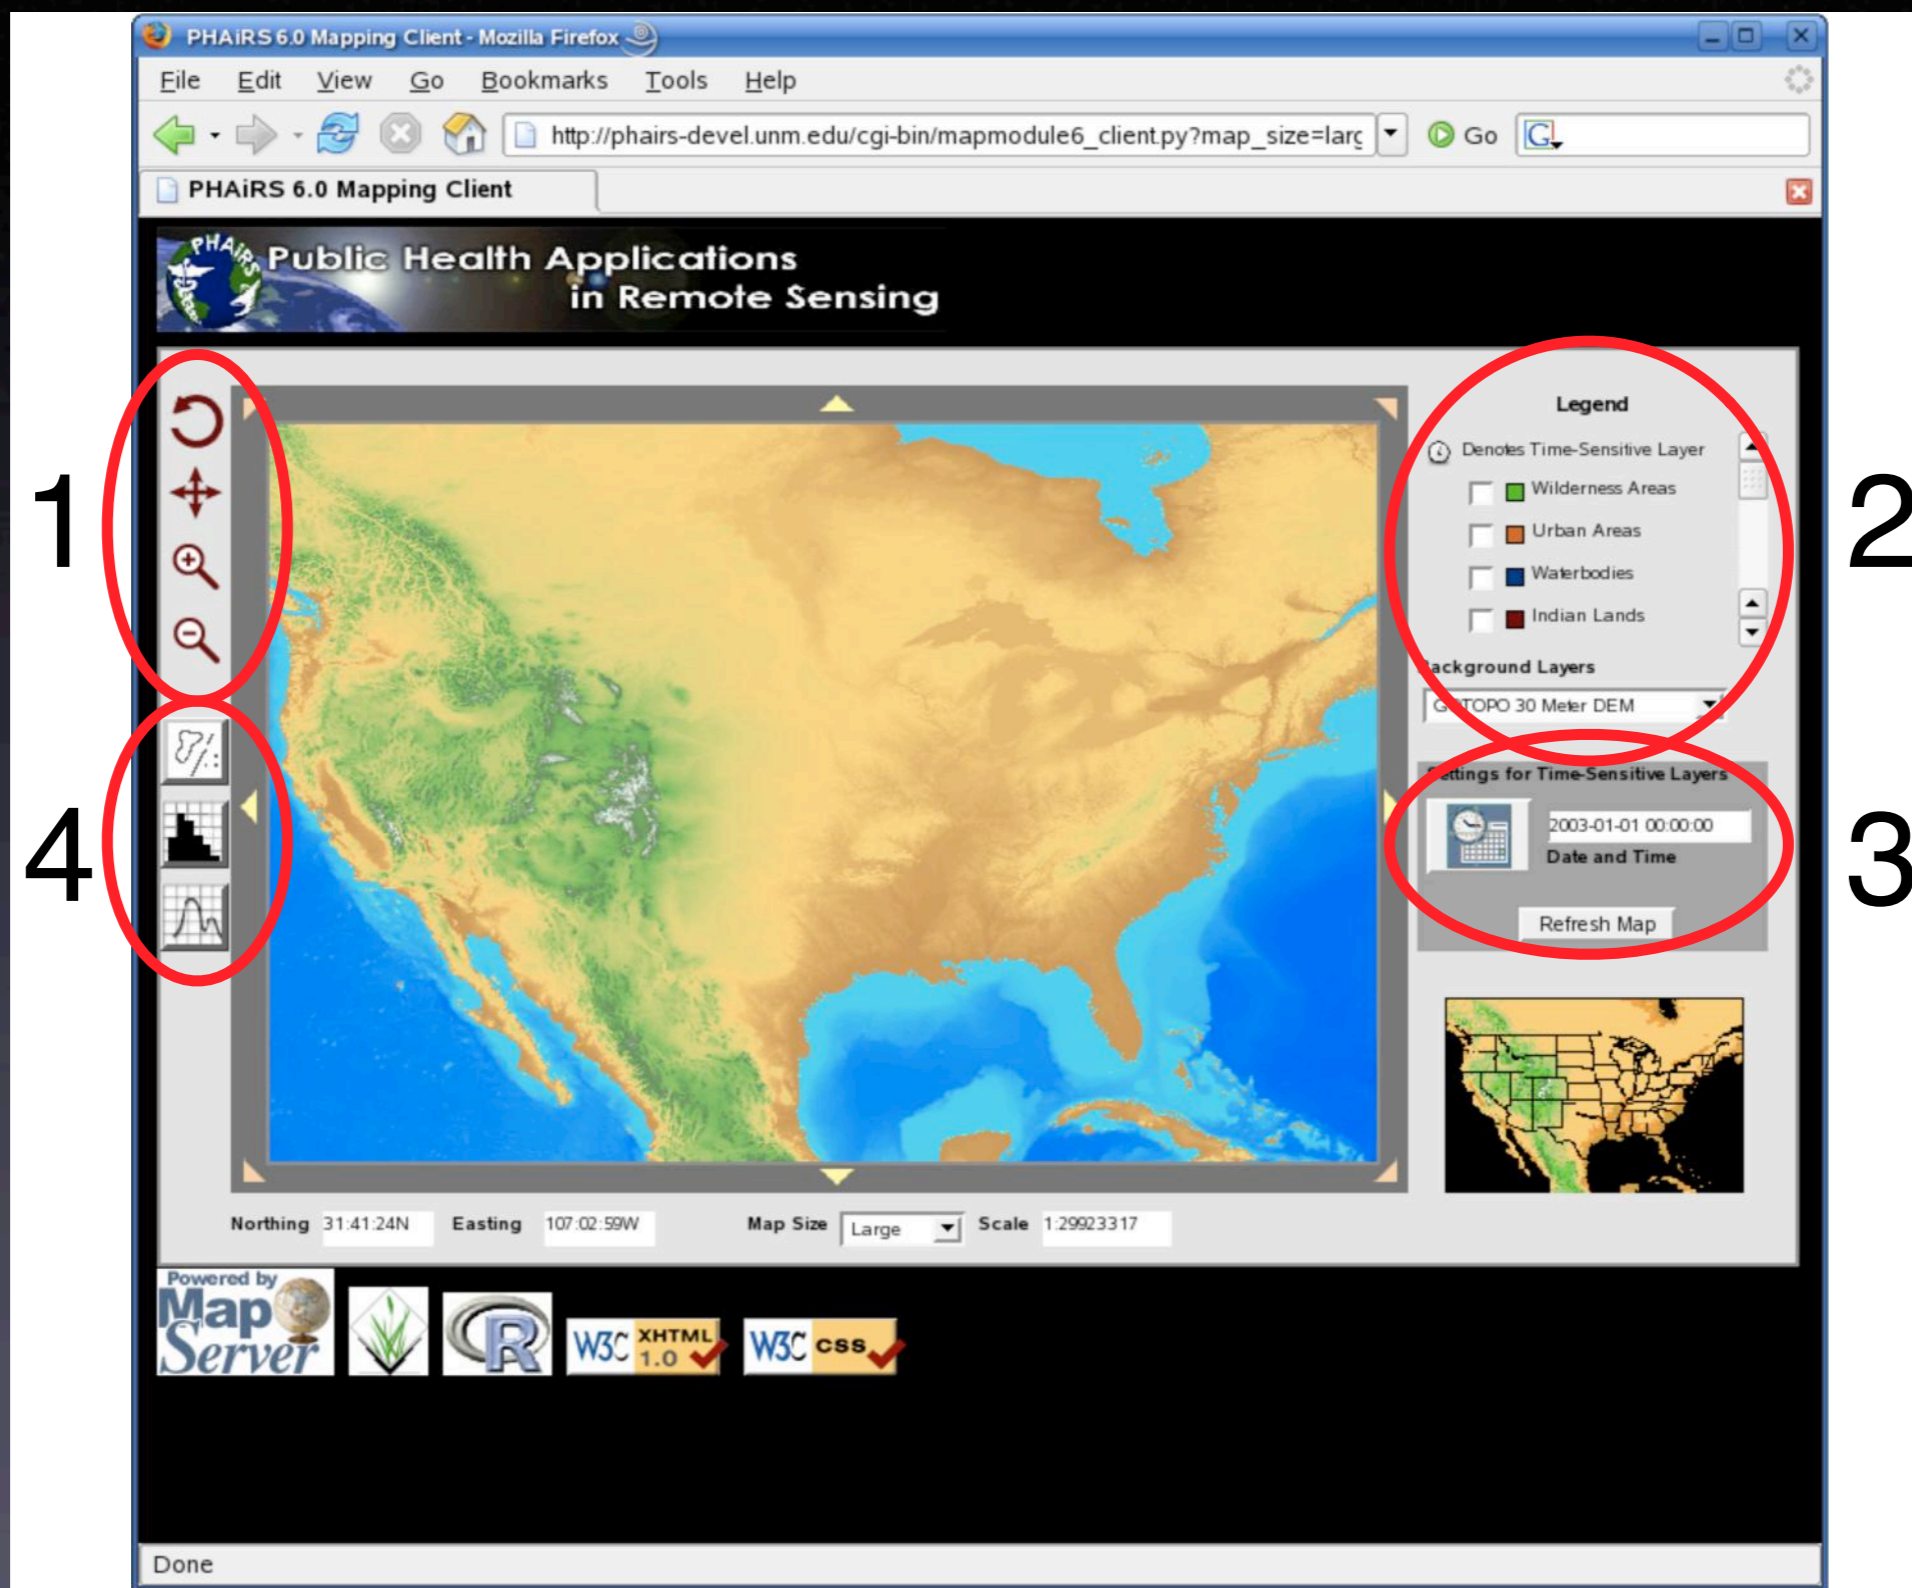 PHAiRS 6.0 Mapping Client - Mozilla Firefox
File Edit View Go Bookmarks Tools Help
http://phairs-devel.unm.edu/cgi-bin/mapmodule6_client.py?map_size=larg Go
PHAiRS 6.0 Mapping Client
PHAiRS
Public Health Applications
in Remote Sensing
1
2
Legend
Denotes Time-Sensitive Layer
Wilderness Areas
Urban Areas
Waterbodies
Indian Lands
Background Layers
GTOPO 30 Meter DEM
4
3
Settings for Time-Sensitive Layers
2003-01-01 00:00:00
Date and Time
Refresh Map
Northing 31:41:24N Easting 107:02:59W Map Size Large Scale 1:29923317
Powered by
Map
Server
R
W3C XHTML 1.0
W3C CSS
Done